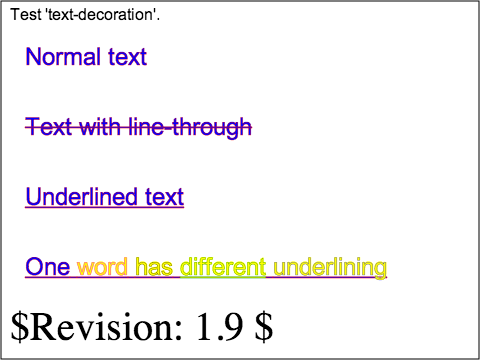 Test 'text-decoration'.
Normal text
Text with line-through
Underlined text
One word has different underlining
$Revision: 1.9 $